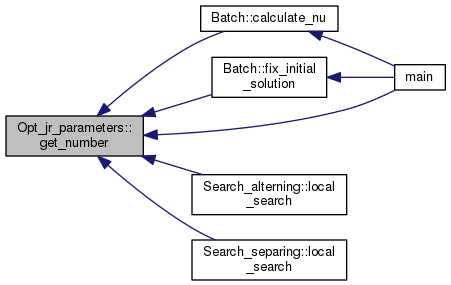 Batch::calculate_nu
Batch::fix_initial
_solution
main
Opt_jr_parameters::
get_number
Search_alterning::local
_search
Search_separing::local
_search